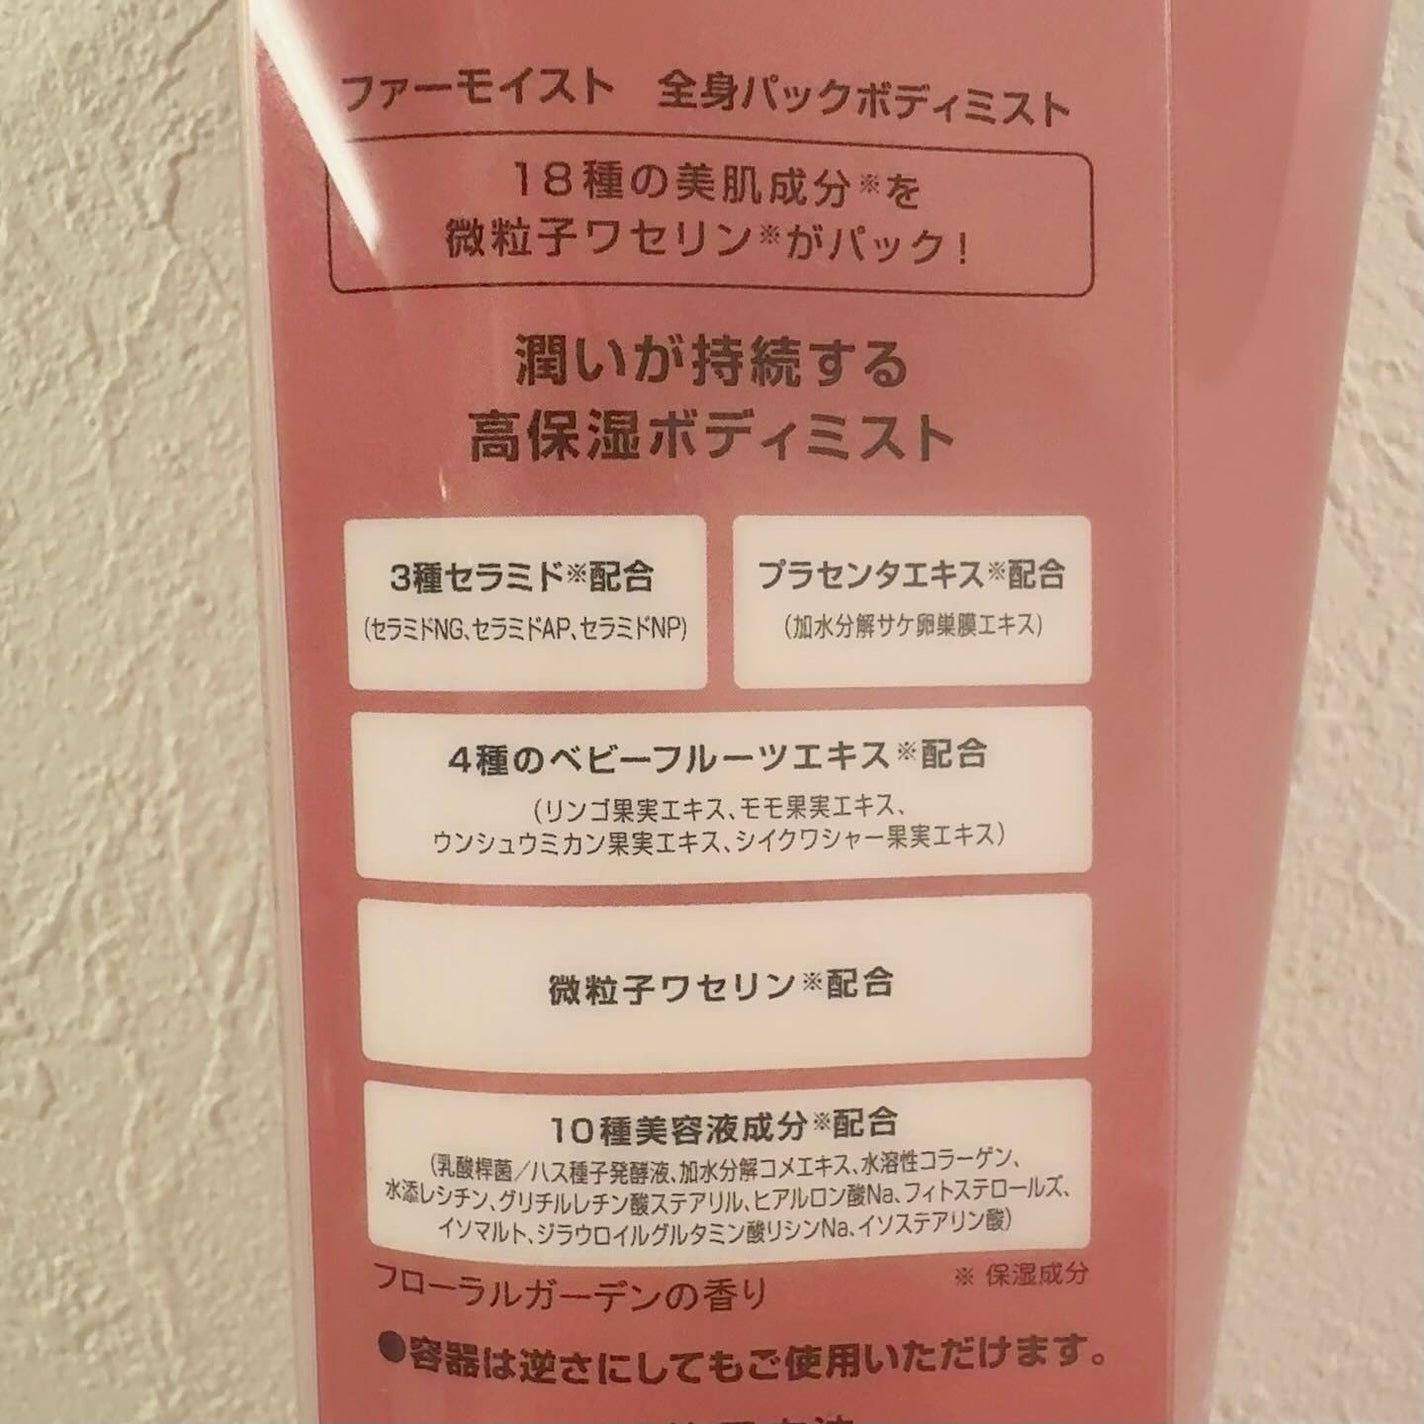 ファーモイスト 全身パックボディミスト
18種の美肌成分※を
微粒子ワセリン※がパック!
潤いが持続する
高保湿ボディミスト
3種セラミド※配合
(セラミドNG、セラミドAP、セラミドNP)
プラセンタエキス※配合
(加水分解サケ卵巣膜エキス)
4種のベビーフルーツエキス※配合
(リンゴ果実エキス、モモ果実エキス、
ウンシュウミカン果実エキス、シイクワシャー果実エキス)
微粒子ワセリン※配合
10種美容液成分※配合
(乳酸桿菌/ハス種子発酵液、加水分解コメエキス、水溶性コラーゲン、
水添レシチン、グリチルレチン酸ステアリル、ヒアルロン酸Na、フィトステロールズ、
イソマルト、ジラウロイルグルタミン酸リシンNa、イソステアリン酸)
フローラルガーデンの香り
※ 保湿成分
●容器は逆さにしてもご使用いただけます。